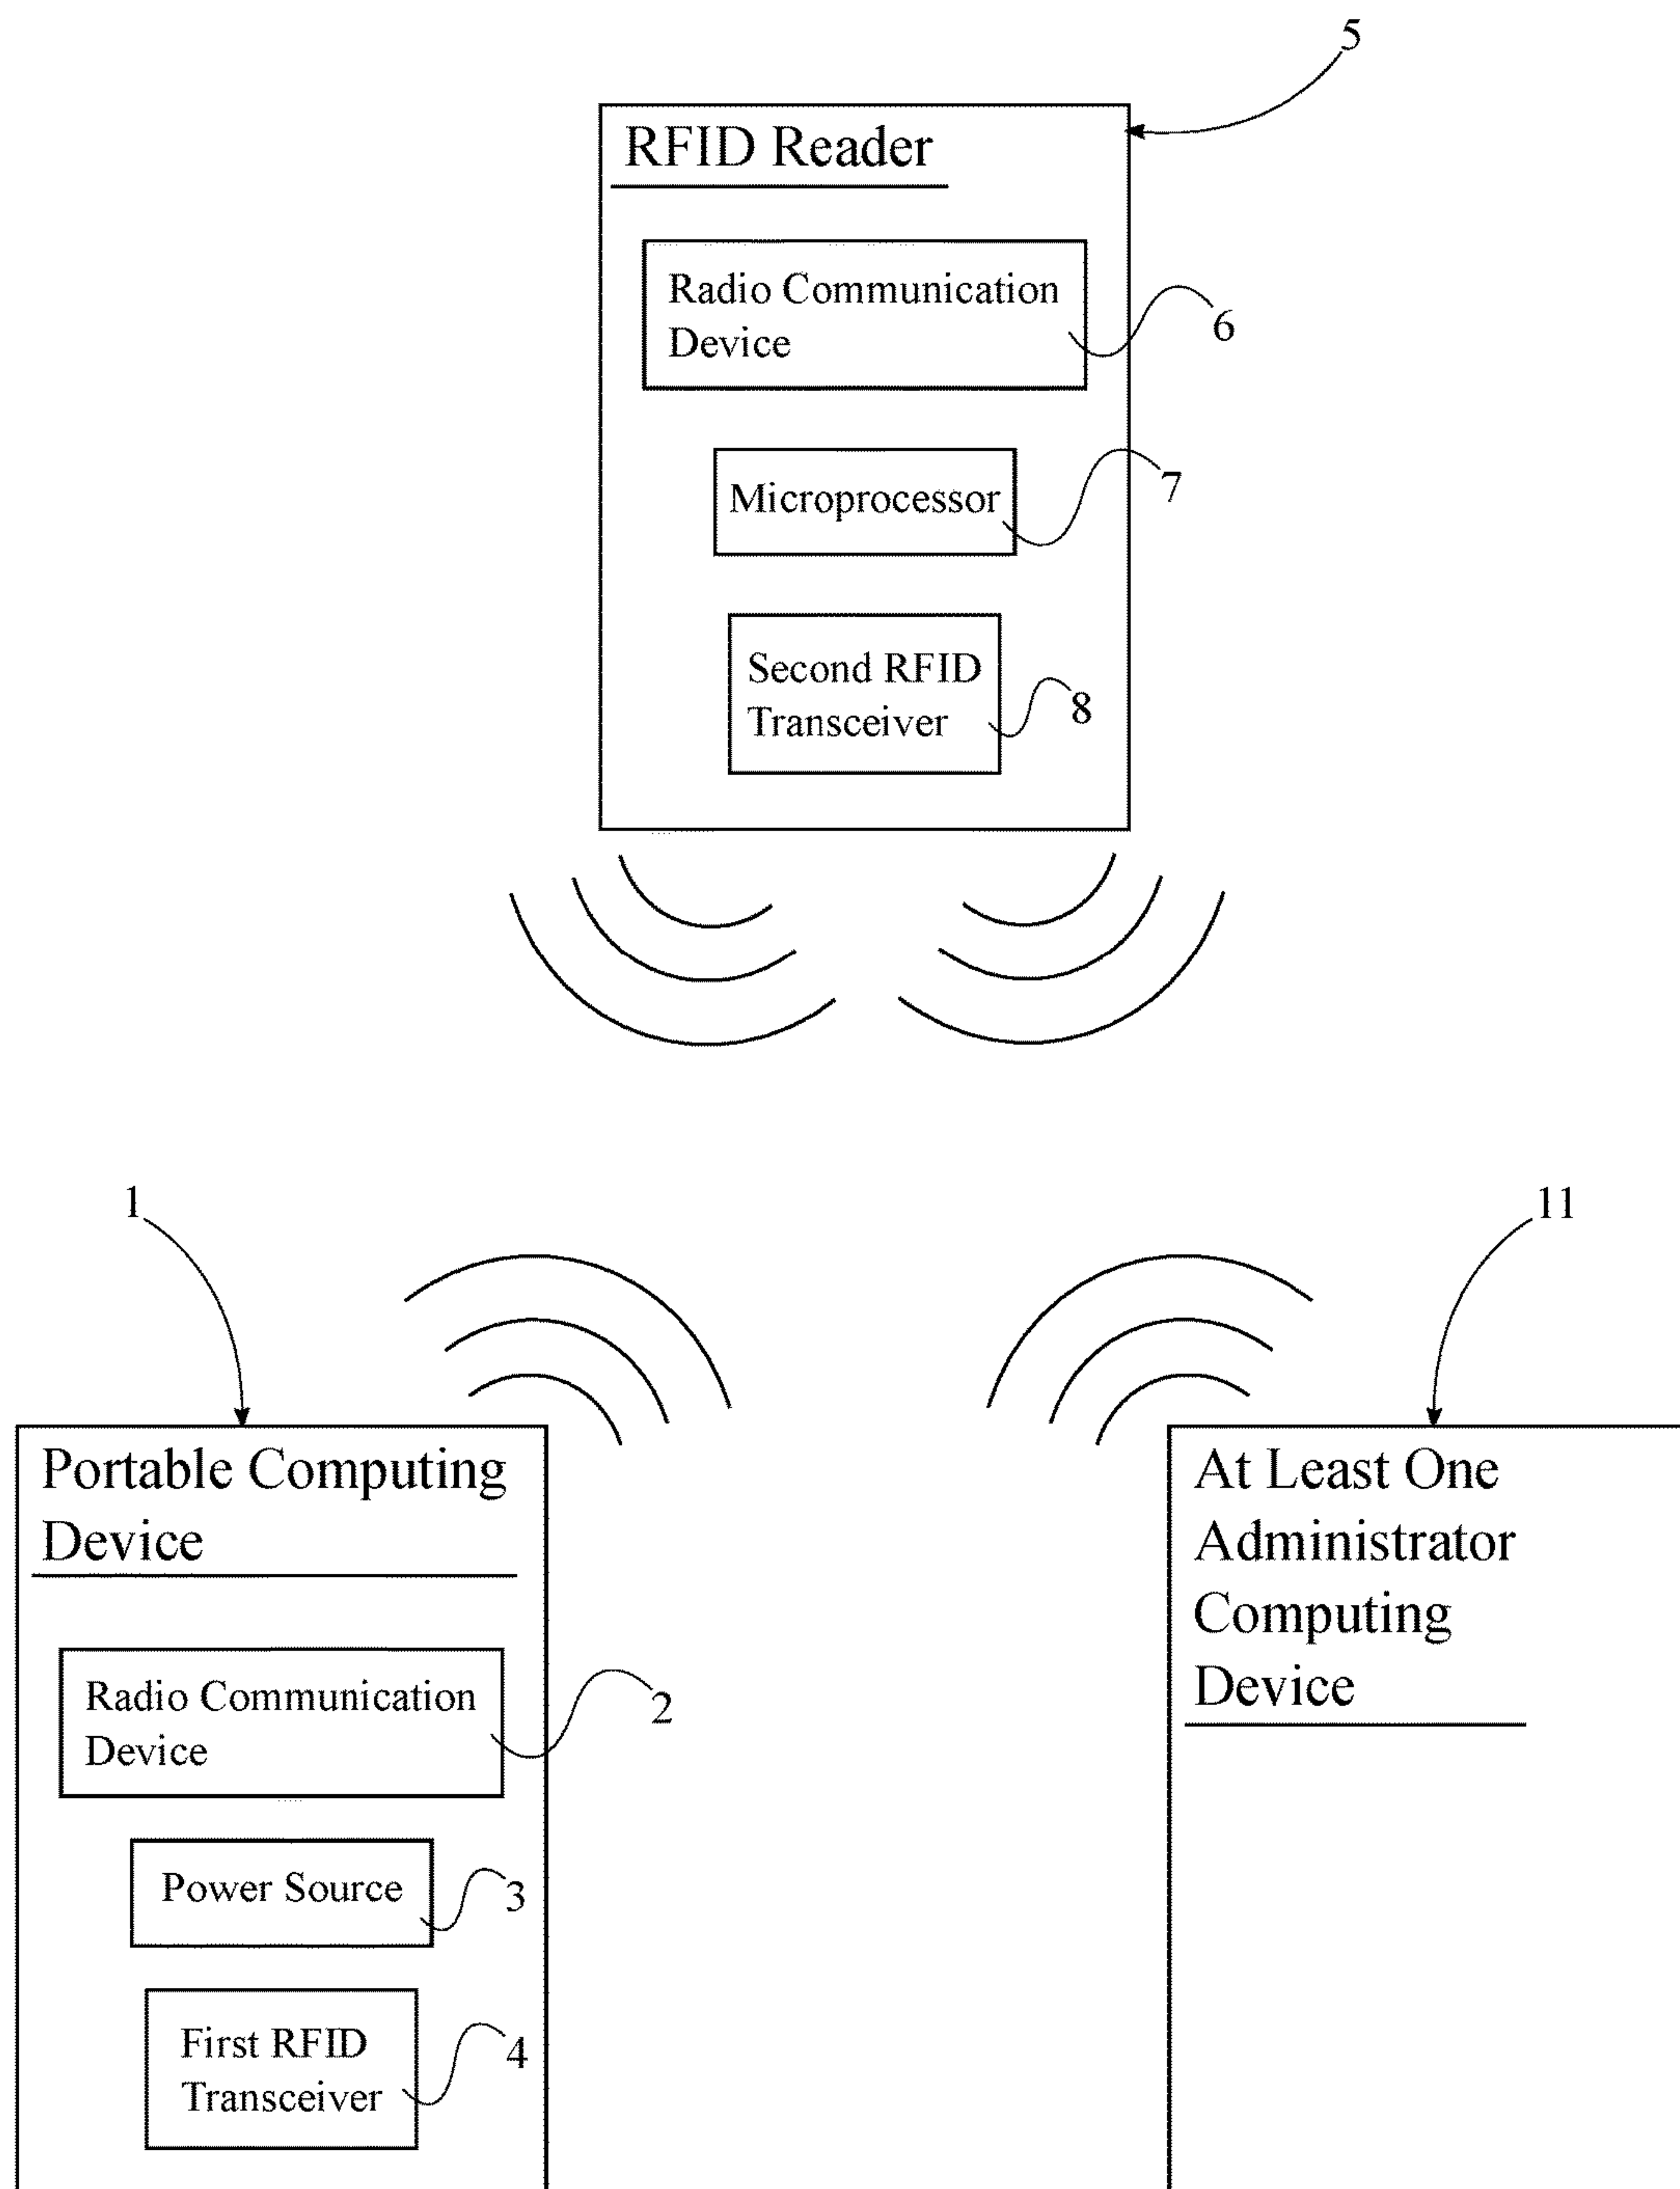 5
RFID Reader
Radio Communication
Device
6
Microprocessor
7
Second RFID
Transceiver
8
1
11
Portable Computing
Device
Radio Communication
Device
2
Power Source
3
First RFID
Transceiver
4
At Least One
Administrator
Computing
Device